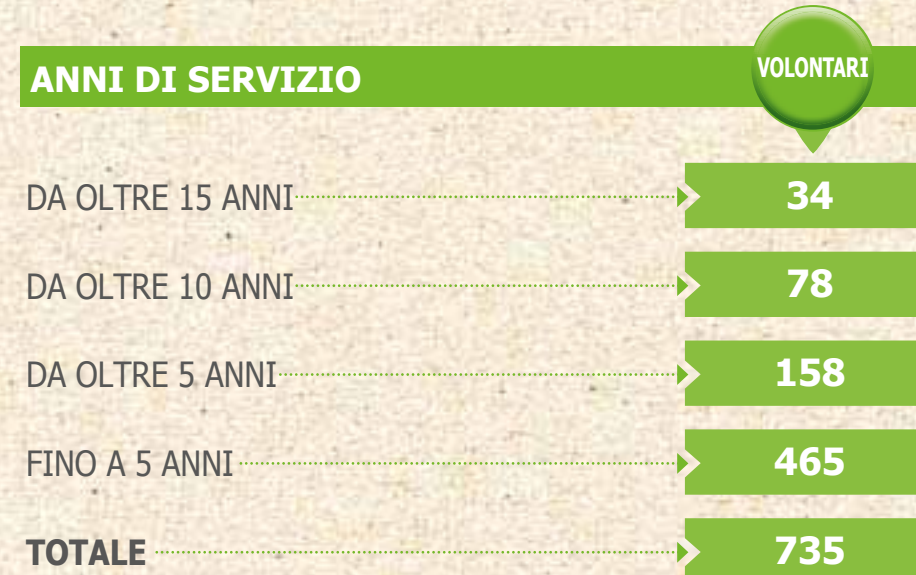 ANNI DI SERVIZIO VOLONTARI
DA OLTRE 15 ANNI 34
DA OLTRE 10 ANNI 78
DA OLTRE 5 ANNI 158
FINO A 5 ANNI 465
TOTALE 735